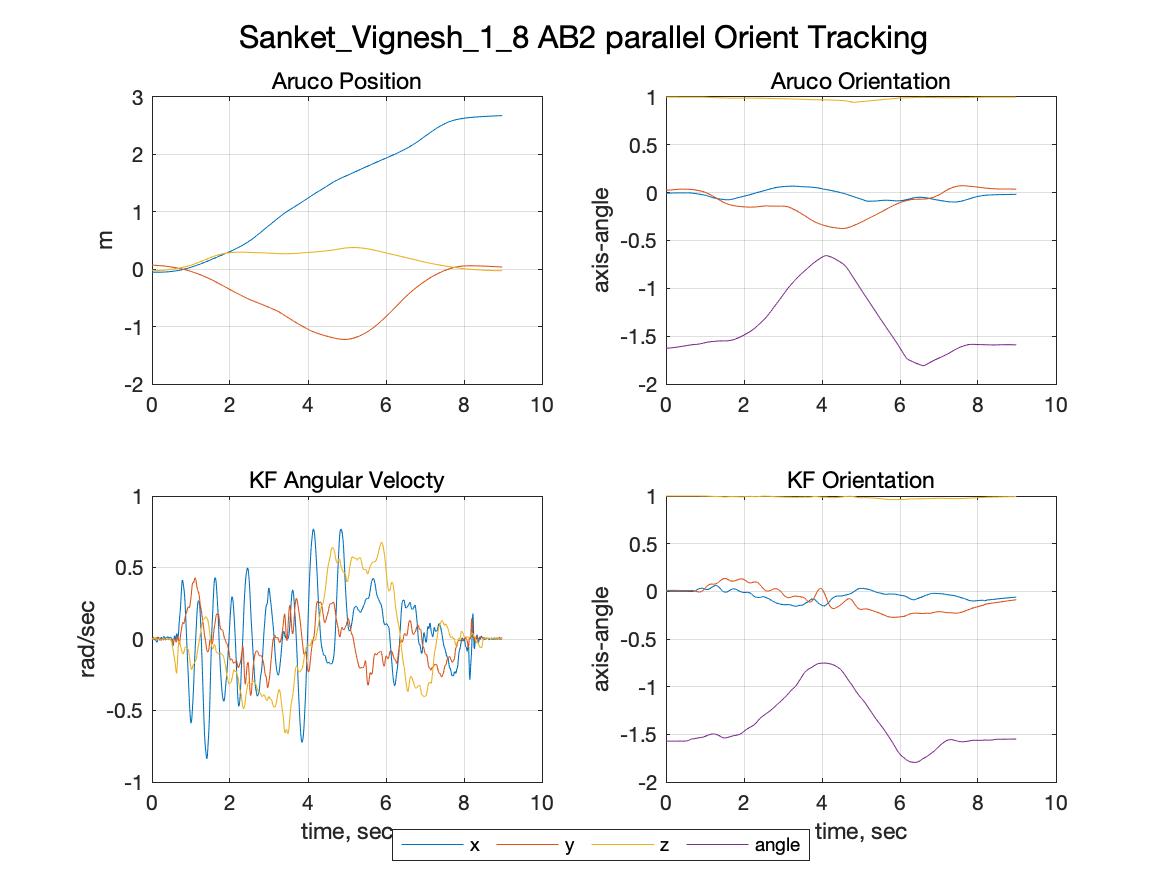 Sanket_Vignesh_1_8 AB2 parallel Orient Tracking
Aruco Position
3
2
1
0
-1
-2
m
0 2 4 6 8 10
Aruco Orientation
1
0.5
0
-0.5
-1
-1.5
-2
axis-angle
0 2 4 6 8 10
KF Angular Velocty
1
0.5
0
-0.5
-1
rad/sec
0 2 4 6 8 10
time, sec
KF Orientation
1
0.5
0
-0.5
-1
-1.5
-2
axis-angle
0 2 4 6 8 10
time, sec
x y z angle